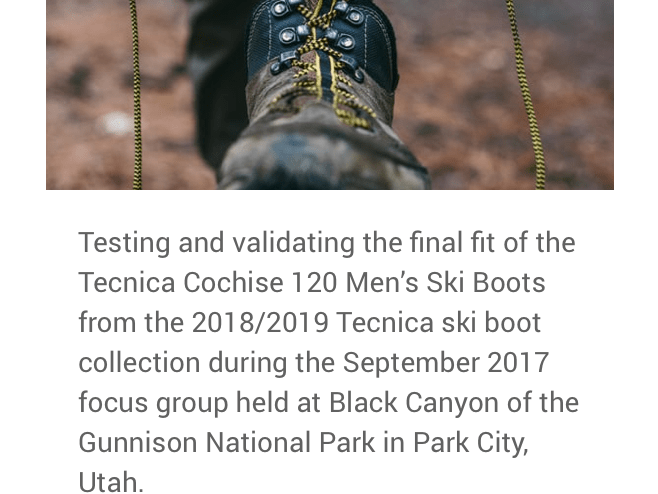 Testing and validating the final fit of the
Tecnica Cochise 120 Men’s Ski Boots
from the 2018/2019 Tecnica ski boot
collection during the September 2017
focus group held at Black Canyon of the
Gunnison National Park in Park City,
Utah.